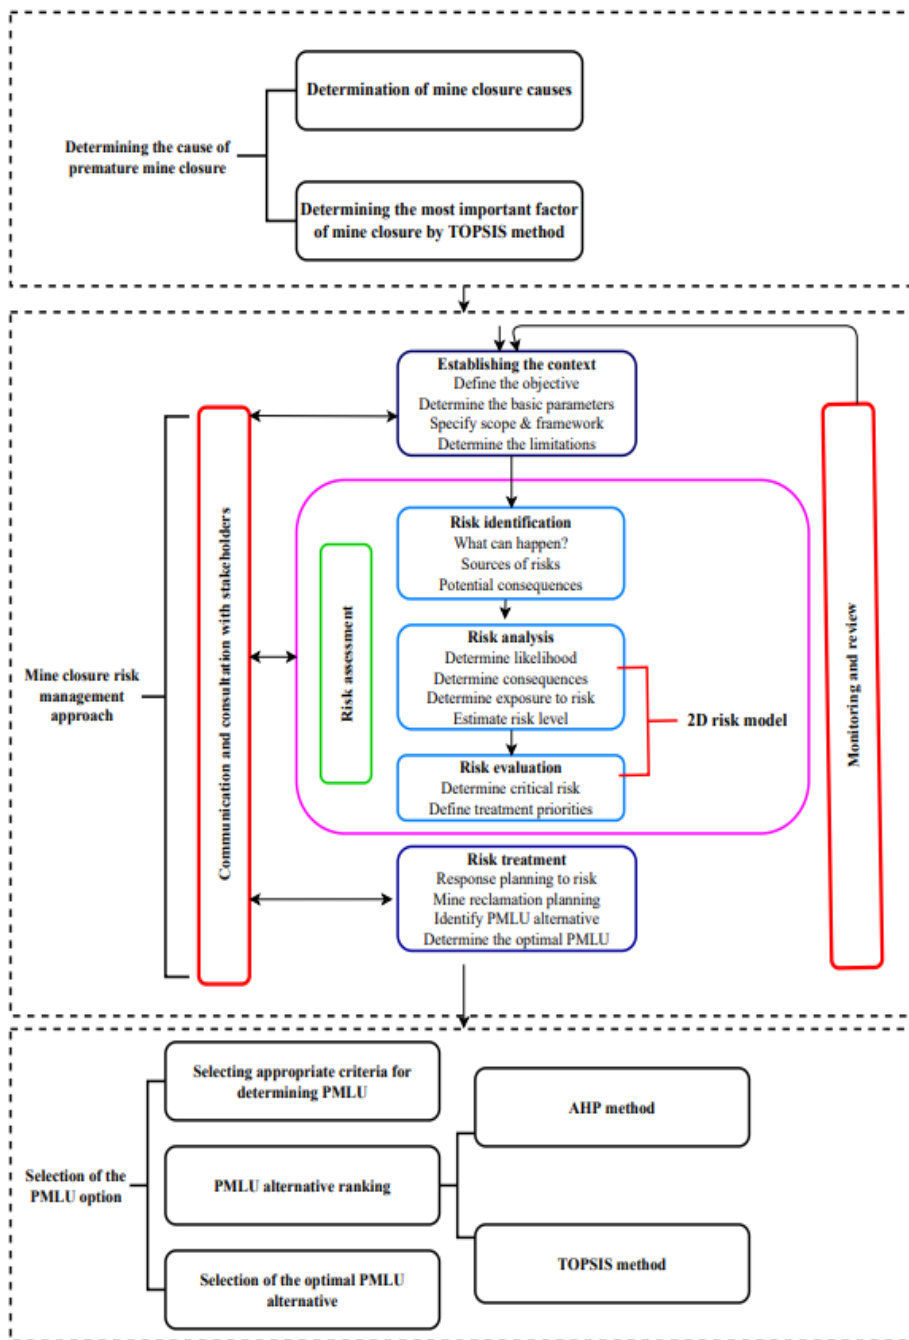 Determination of mine closure causes
Determining the cause of
premature mine closure
Determining the most important factor
of mine closure by TOPSIS method
Establishing the context
Define the objective
Determine the basic parameters
Specify scope & framework
Determine the limitations
Mine closure risk
management
approach
Communication and consultation with stakeholders
Risk assessment
Risk identification
What can happen?
Sources of risks
Potential consequences
Risk analysis
Determine likelihood
Determine consequences
Determine exposure to risk
Estimate risk level
2D risk model
Risk evaluation
Determine critical risk
Define treatment priorities
Monitoring and review
Risk treatment
Response planning to risk
Mine reclamation planning
Identify PMLU alternative
Determine the optimal PMLU
Selection of the
PMLU option
Selecting appropriate criteria for
determining PMLU
PMLU alternative ranking
Selection of the optimal PMLU
alternative
AHP method
TOPSIS method